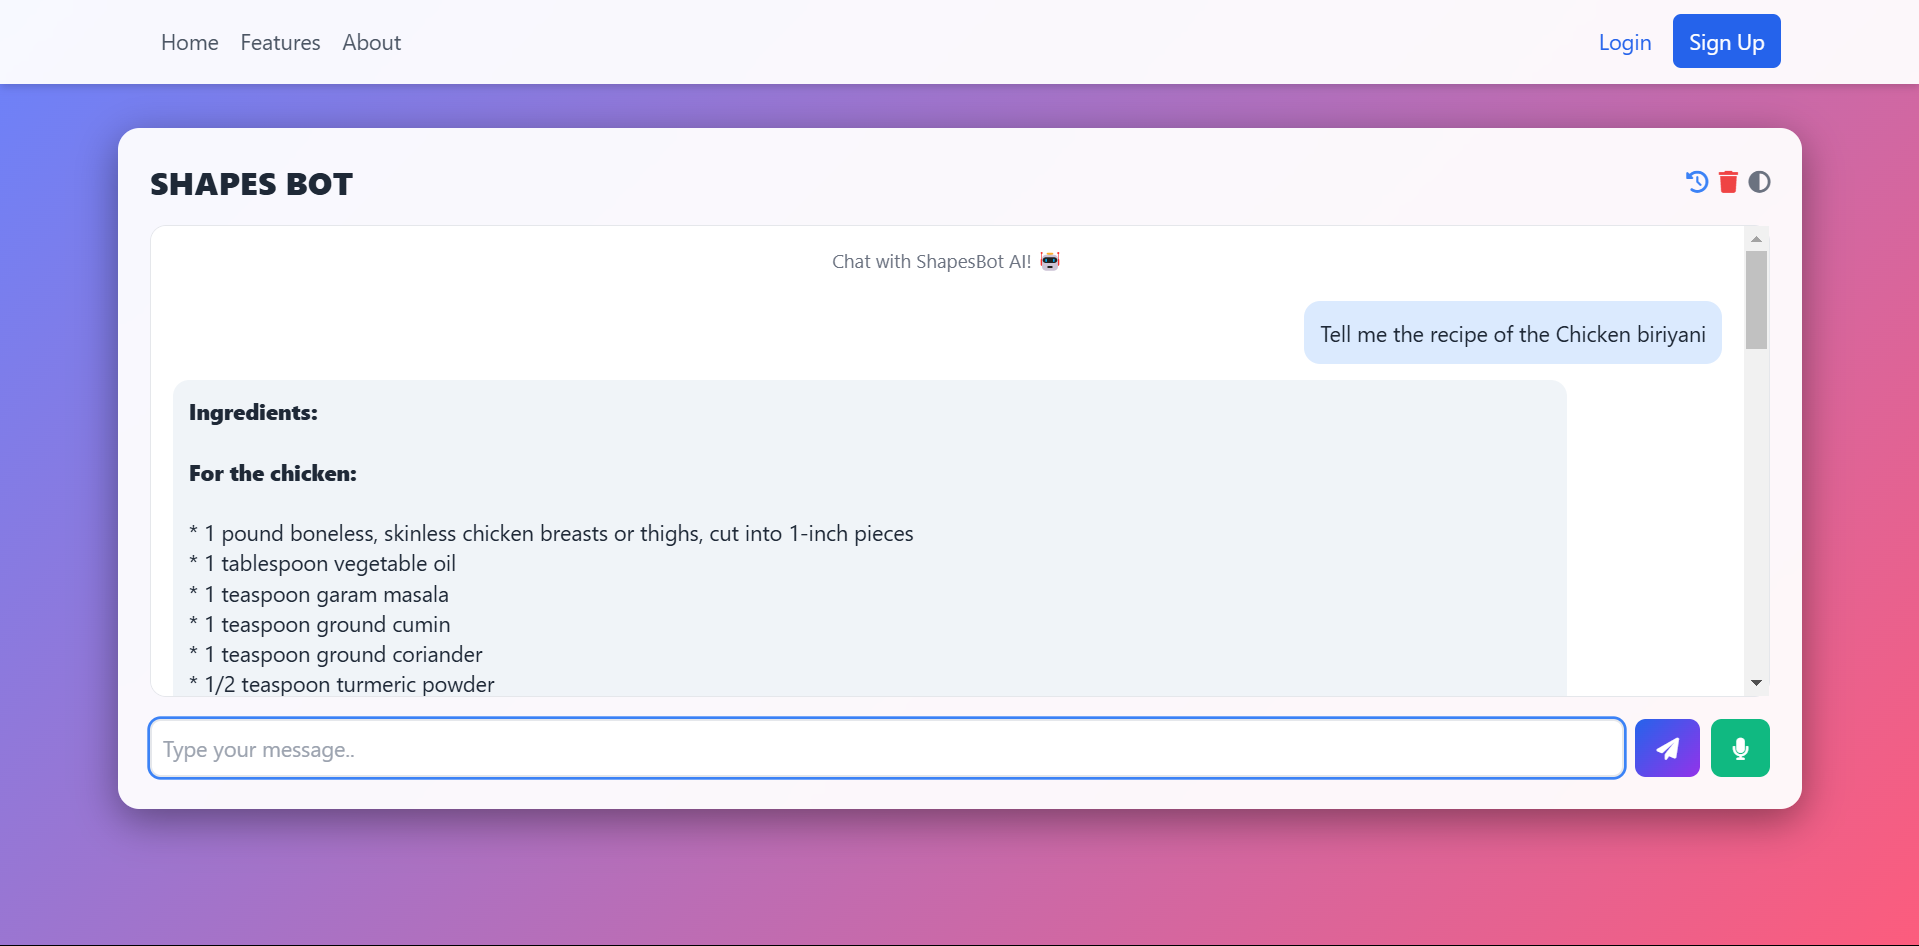 Home Features About Login Sign Up
SHAPES BOT
Chat with ShapesBot AI!
Tell me the recipe of the Chicken biriyani
Ingredients:
For the chicken:
* 1 pound boneless, skinless chicken breasts or thighs, cut into 1-inch pieces
* 1 tablespoon vegetable oil
* 1 teaspoon garam masala
* 1 teaspoon ground cumin
* 1 teaspoon ground coriander
* 1/2 teaspoon turmeric powder
Type your message..